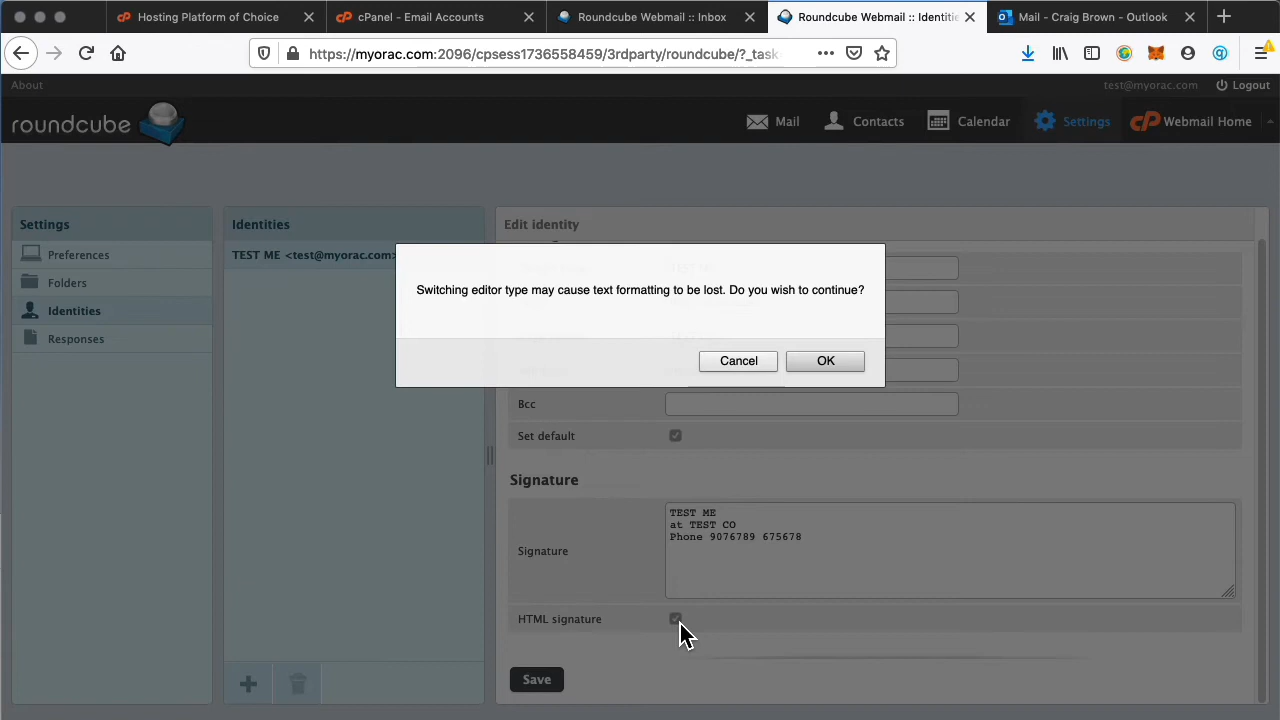 Hosting Platform of Choice
cPanel - Email Accounts
Roundcube Webmail :: Inbox
Roundcube Webmail :: Identitie
Mail - Craig Brown - Outlook
https://myorac.com:2096/cpsess1736558459/3rdparty/roundcube/?_task
About
test@myorac.com
Logout
roundcube
Mail
Contacts
Calendar
Settings
Webmail Home
Settings
Identities
Edit identity
Preferences
TEST ME <test@myorac.com>
Folders
Identities
Responses
Switching editor type may cause text formatting to be lost. Do you wish to continue?
Cancel
OK
Bcc
Set default
Signature
Signature
TEST ME
at TEST CO
Phone 9076789 675678
HTML signature
Save